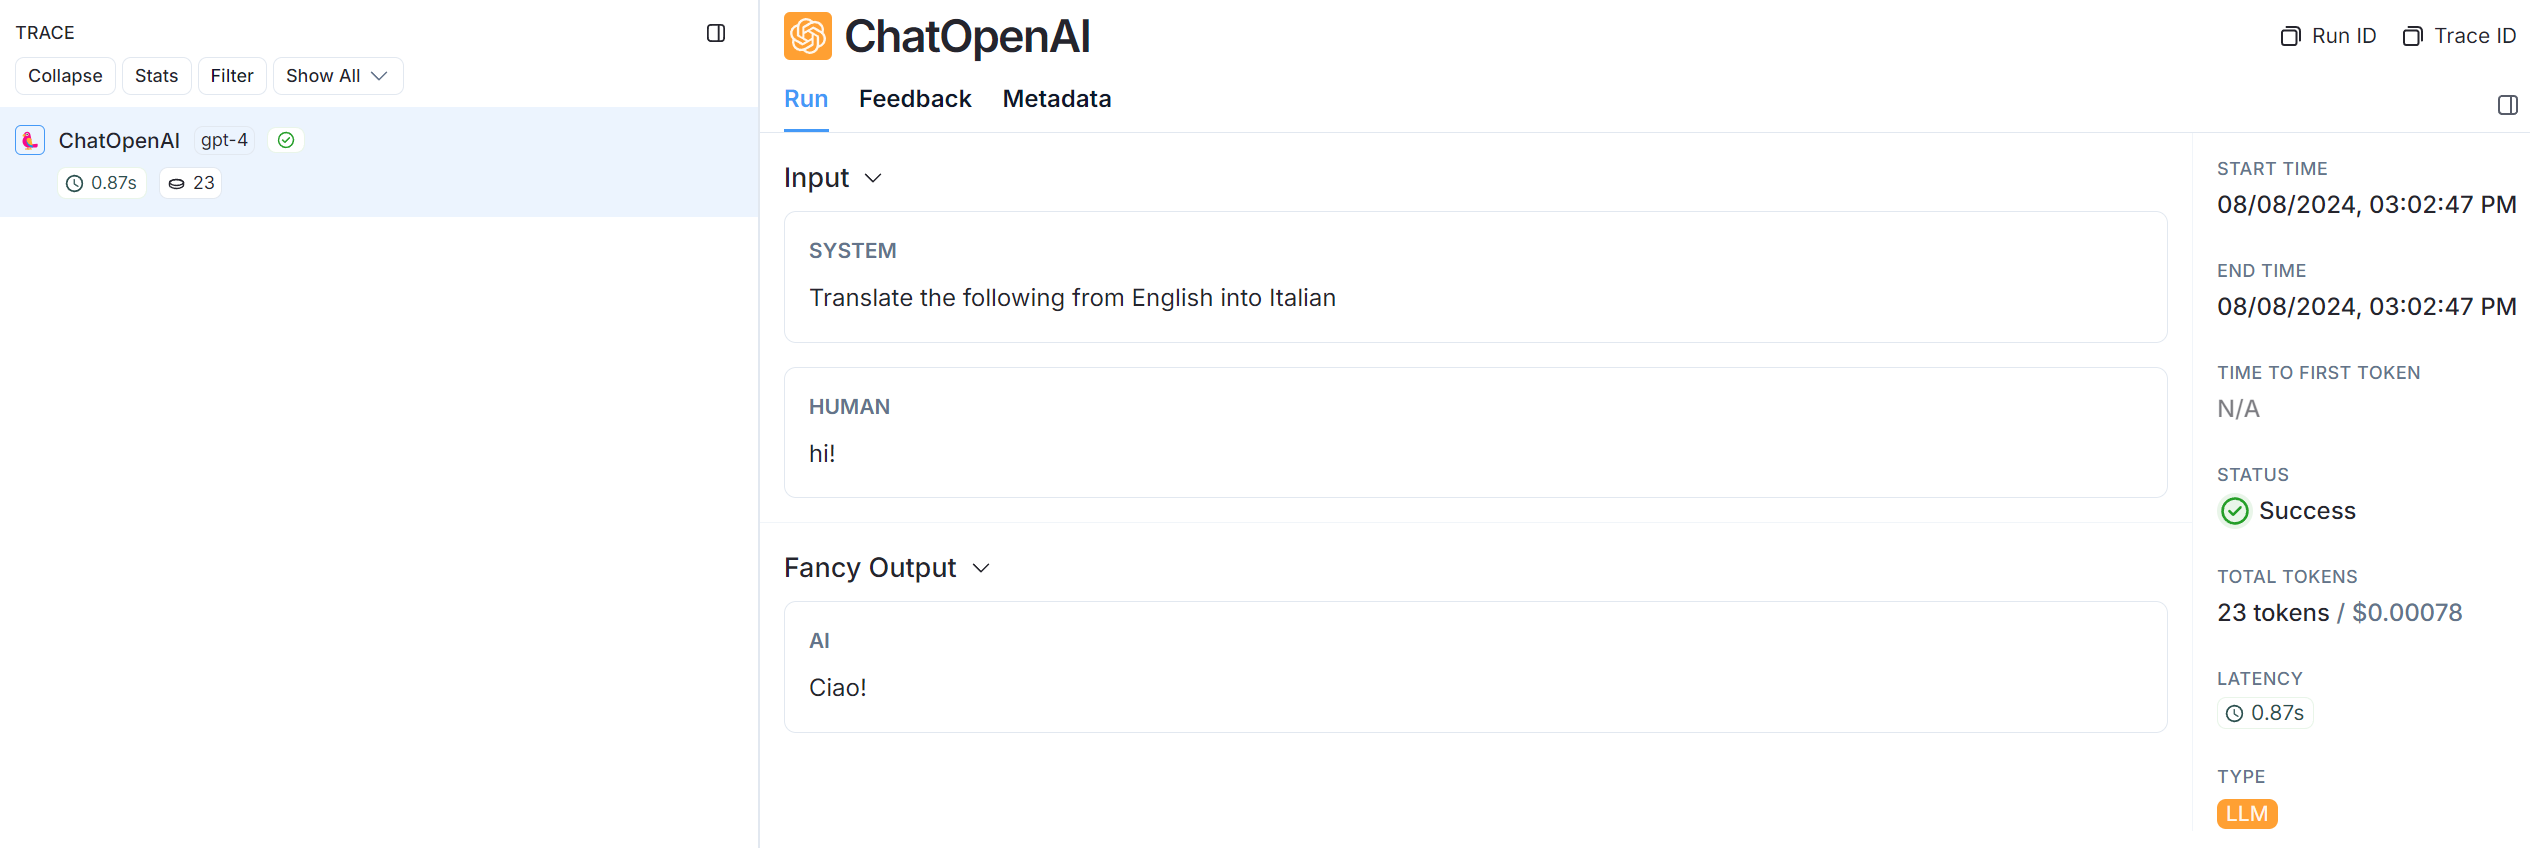 TRACE
Collapse Stats Filter Show All
ChatOpenAI gpt-4
0.87s 23
ChatOpenAI
Run ID Trace ID
Run Feedback Metadata
Input
SYSTEM
Translate the following from English into Italian
HUMAN
hi!
Fancy Output
AI
Ciao!
START TIME
08/08/2024, 03:02:47 PM
END TIME
08/08/2024, 03:02:47 PM
TIME TO FIRST TOKEN
N/A
STATUS
Success
TOTAL TOKENS
23 tokens / $0.00078
LATENCY
0.87s
TYPE
LLM